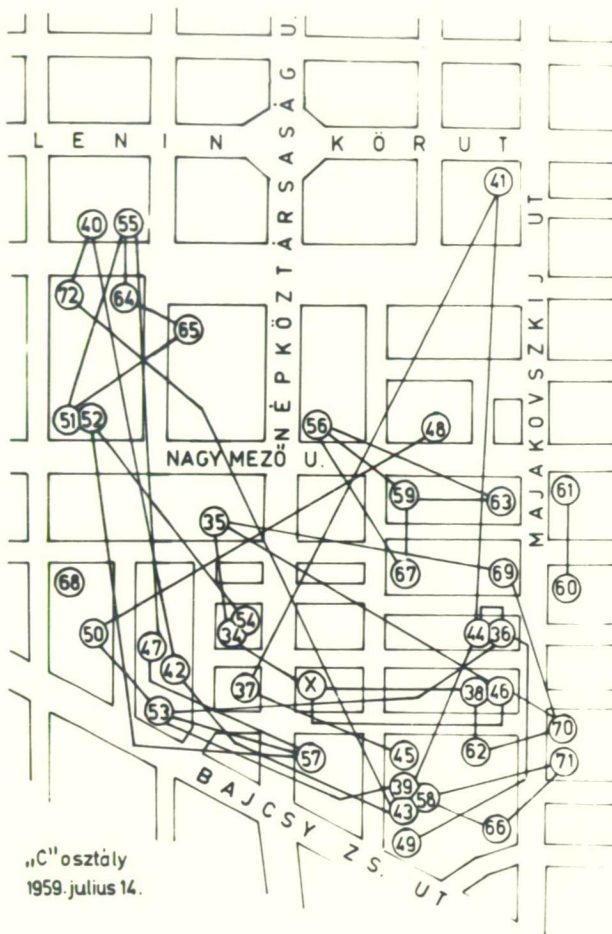 NÉPKÖZTÁRSASÁG U.
LENIN KÖRUT
41
MAJAKOVSZKIJ UT
40 55
72 64
65
51 52
56 48
NAGYMEZŐ U.
59 63 61
35
67 69 60
68
54
50 34 44 36
47
42 37 X 38 46
53
70
57 45 62 71
39
58
43 66
49
BAJCSY ZS. UT
„C" osztály
1959. julius 14.